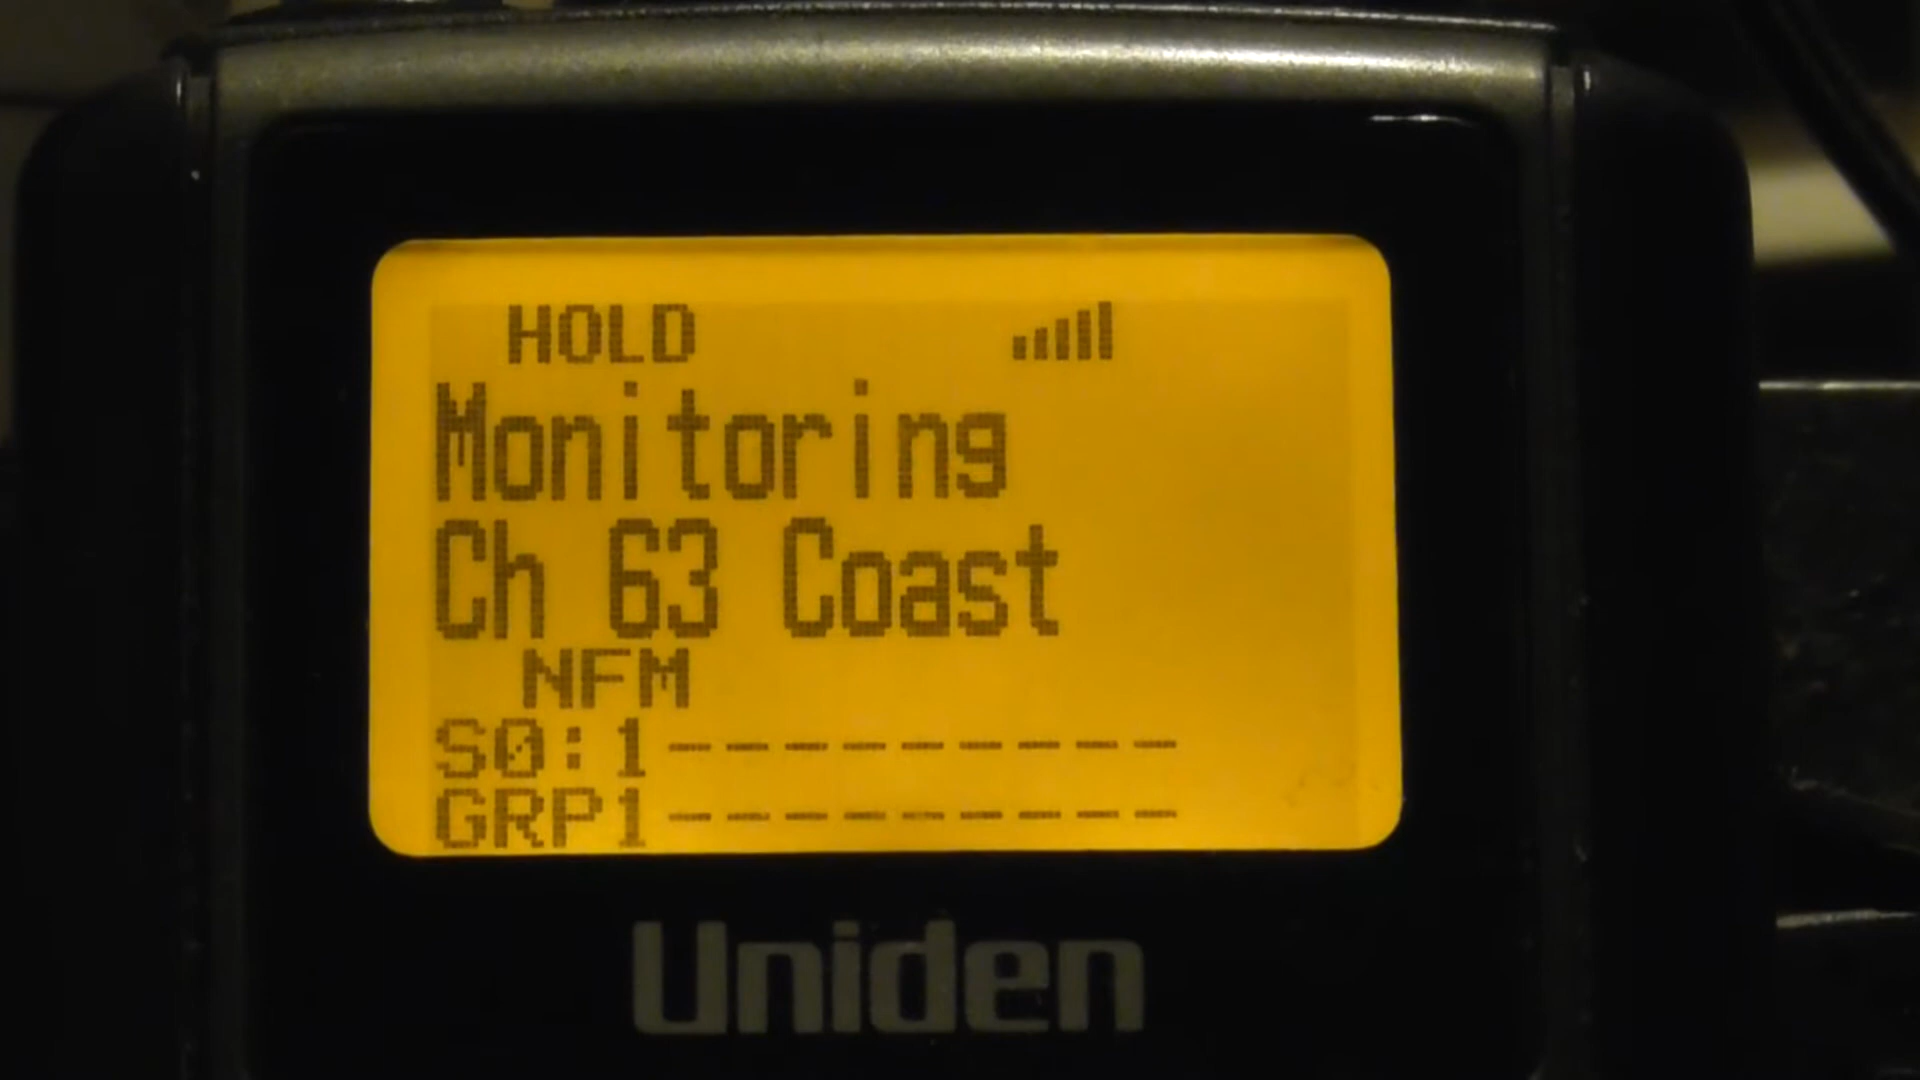 HOLD
Monitoring
Ch 63 Coast
NFM
S0:1---------
GRP1---------
Uniden